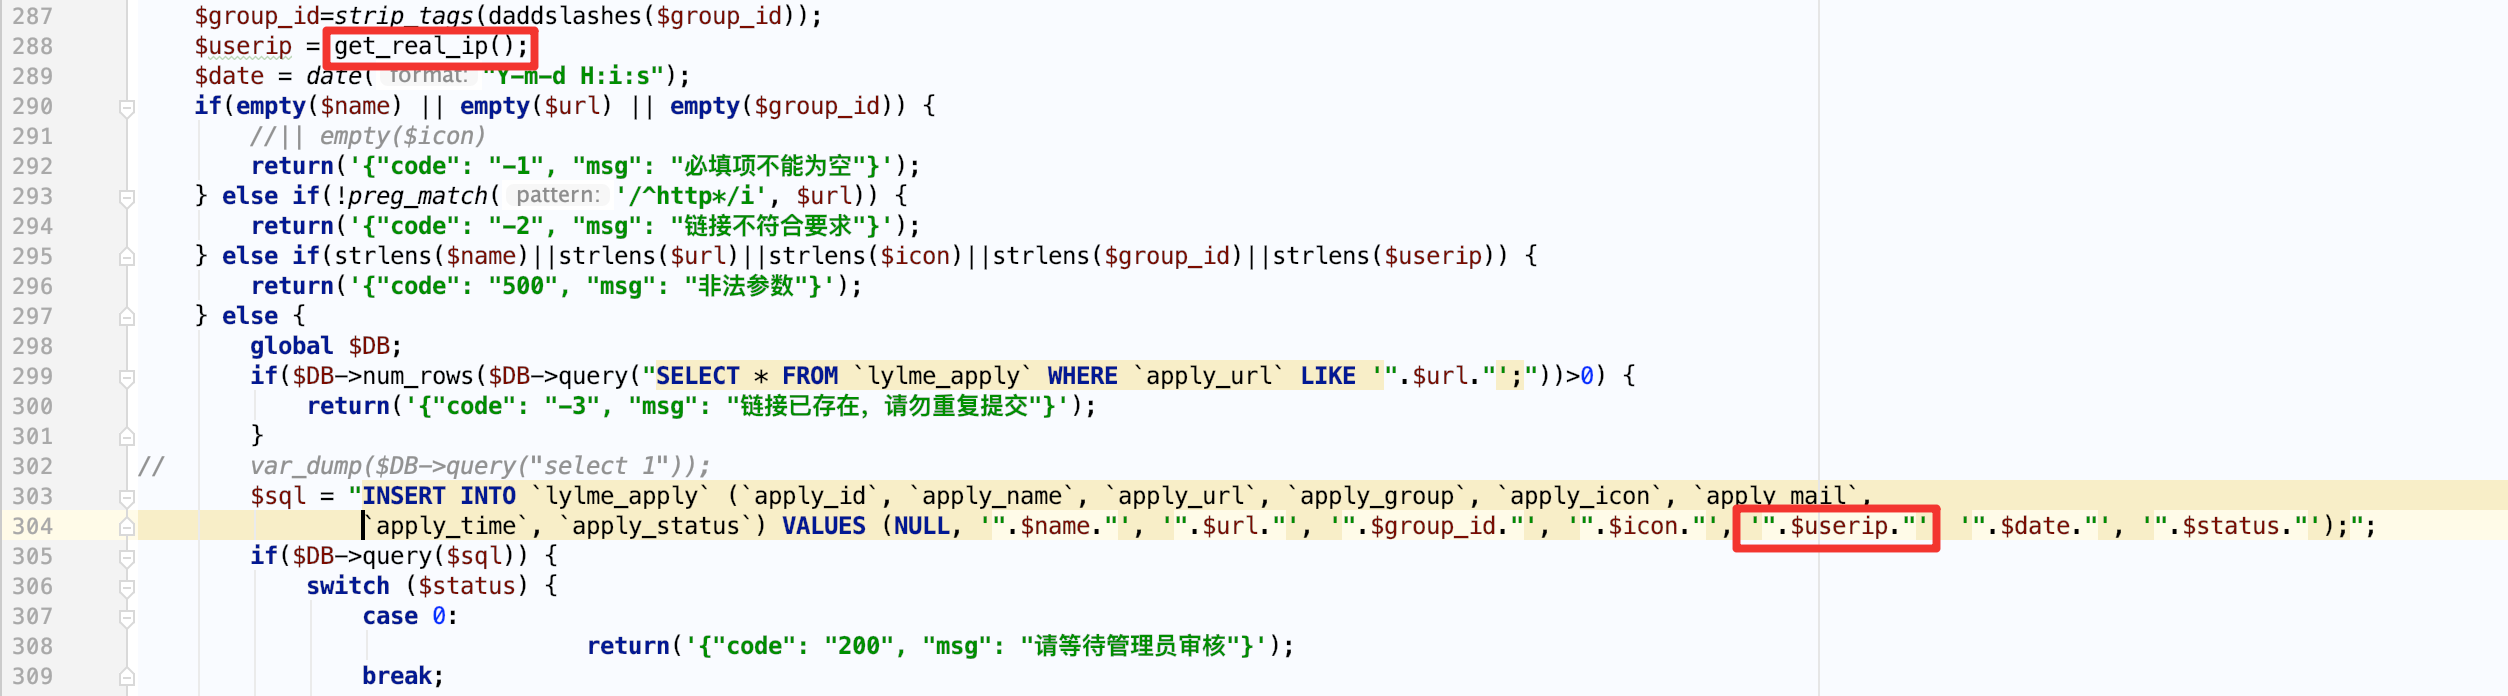 287 $group_id=strip_tags(daddslashes($group_id));
288 $userip = get_real_ip();
289 $date = date( format: "Y-m-d H:i:s");
290 if(empty($name) || empty($url) || empty($group_id)) {
291 //|| empty($icon)
292 return('{"code": "-1", "msg": "必填项不能为空"}');
293 } else if(!preg_match( pattern: '/^http*/i', $url)) {
294 return('{"code": "-2", "msg": "链接不符合要求"}');
295 } else if(strlens($name)||strlens($url)||strlens($icon)||strlens($group_id)||strlens($userip)) {
296 return('{"code": "500", "msg": "非法参数"}');
297 } else {
298 global $DB;
299 if($DB->num_rows($DB->query("SELECT * FROM `lylme_apply` WHERE `apply_url` LIKE '".$url."';"))>0) {
300 return('{"code": "-3", "msg": "链接已存在，请勿重复提交"}');
301 }
302 // var_dump($DB->query("select 1"));
303 $sql = "INSERT INTO `lylme_apply` (`apply_id`, `apply_name`, `apply_url`, `apply_group`, `apply_icon`, `apply_mail`,
304 `apply_time`, `apply_status`) VALUES (NULL, '".$name."', '".$url."', '".$group_id."', '".$icon."', '".$userip."' '".$date."', '".$status."');";
305 if($DB->query($sql)) {
306 switch ($status) {
307 case 0:
308 return('{"code": "200", "msg": "请等待管理员审核"}');
309 break;